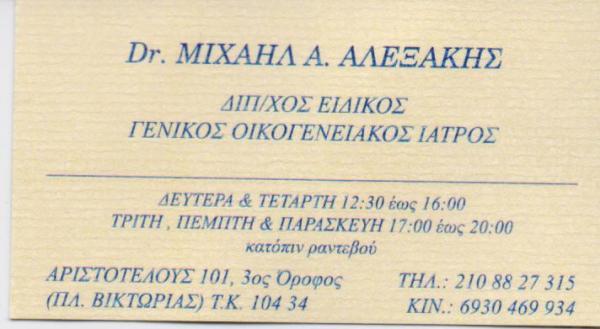 Dr. ΜΙΧΑΗΛ Α. ΑΛΕΞΑΚΗΣ
ΔΙΠ/ΧΟΣ ΕΙΔΙΚΟΣ
ΓΕΝΙΚΟΣ ΟΙΚΟΓΕΝΕΙΑΚΟΣ ΙΑΤΡΟΣ
ΔΕΥΤΕΡΑ & ΤΕΤΑΡΤΗ 12:30 έως 16:00
ΤΡΙΤΗ , ΠΕΜΠΤΗ & ΠΑΡΑΣΚΕΥΗ 17:00 έως 20:00
κατόπιν ραντεβού
ΑΡΙΣΤΟΤΕΛΟΥΣ 101, 3ος Όροφος
(ΠΛ. ΒΙΚΤΩΡΙΑΣ) Τ.Κ. 104 34
ΤΗΛ.: 210 88 27 315
ΚΙΝ.: 6930 469 934